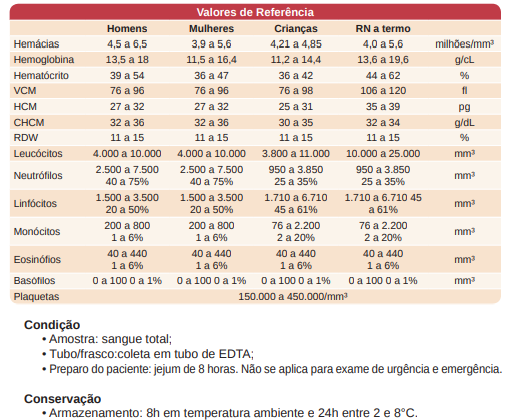 Valores de Referência
Homens Mulheres Crianças RN a termo
Hemácias 4,5 a 6,5 3,9 a 5,6 4,21 a 4,85 4,0 a 5,6 milhões/mm³
Hemoglobina 13,5 a 18 11,5 a 16,4 11,2 a 14,4 13,6 a 19,6 g/cL
Hematócrito 39 a 54 36 a 47 36 a 42 44 a 62 %
VCM 76 a 96 76 a 96 76 a 98 106 a 120 fl
HCM 27 a 32 27 a 32 25 a 31 35 a 39 pg
CHCM 32 a 36 32 a 36 30 a 35 32 a 34 g/dL
RDW 11 a 15 11 a 15 11 a 15 11 a 15 %
Leucócitos 4.000 a 10.000 4.000 a 10.000 3.800 a 11.000 10.000 a 25.000 mm³
Neutrófilos 2.500 a 7.500 2.500 a 7.500 950 a 3.850 950 a 3.850 mm³
40 a 75% 40 a 75% 25 a 35% 25 a 35%
Linfócitos 1.500 a 3.500 1.500 a 3.500 1.710 a 6.710 1.710 a 6.710 45 mm³
20 a 50% 20 a 50% 45 a 61% a 61%
Monócitos 200 a 800 200 a 800 76 a 2.200 76 a 2.200 mm³
1 a 6% 1 a 6% 2 a 20% 2 a 20%
Eosinófios 40 a 440 40 a 440 40 a 440 40 a 440 mm³
1 a 6% 1 a 6% 1 a 6% 1 a 6%
Basófilos 0 a 100 0 a 1% 0 a 100 0 a 1% 0 a 100 0 a 1% 0 a 100 0 a 1% mm³
Plaquetas 150.000 a 450.000/mm³
Condição
• Amostra: sangue total;
• Tubo/frasco:coleta em tubo de EDTA;
• Preparo do paciente: jejum de 8 horas. Não se aplica para exame de urgência e emergência.
Conservação
• Armazenamento: 8h em temperatura ambiente e 24h entre 2 e 8°C.